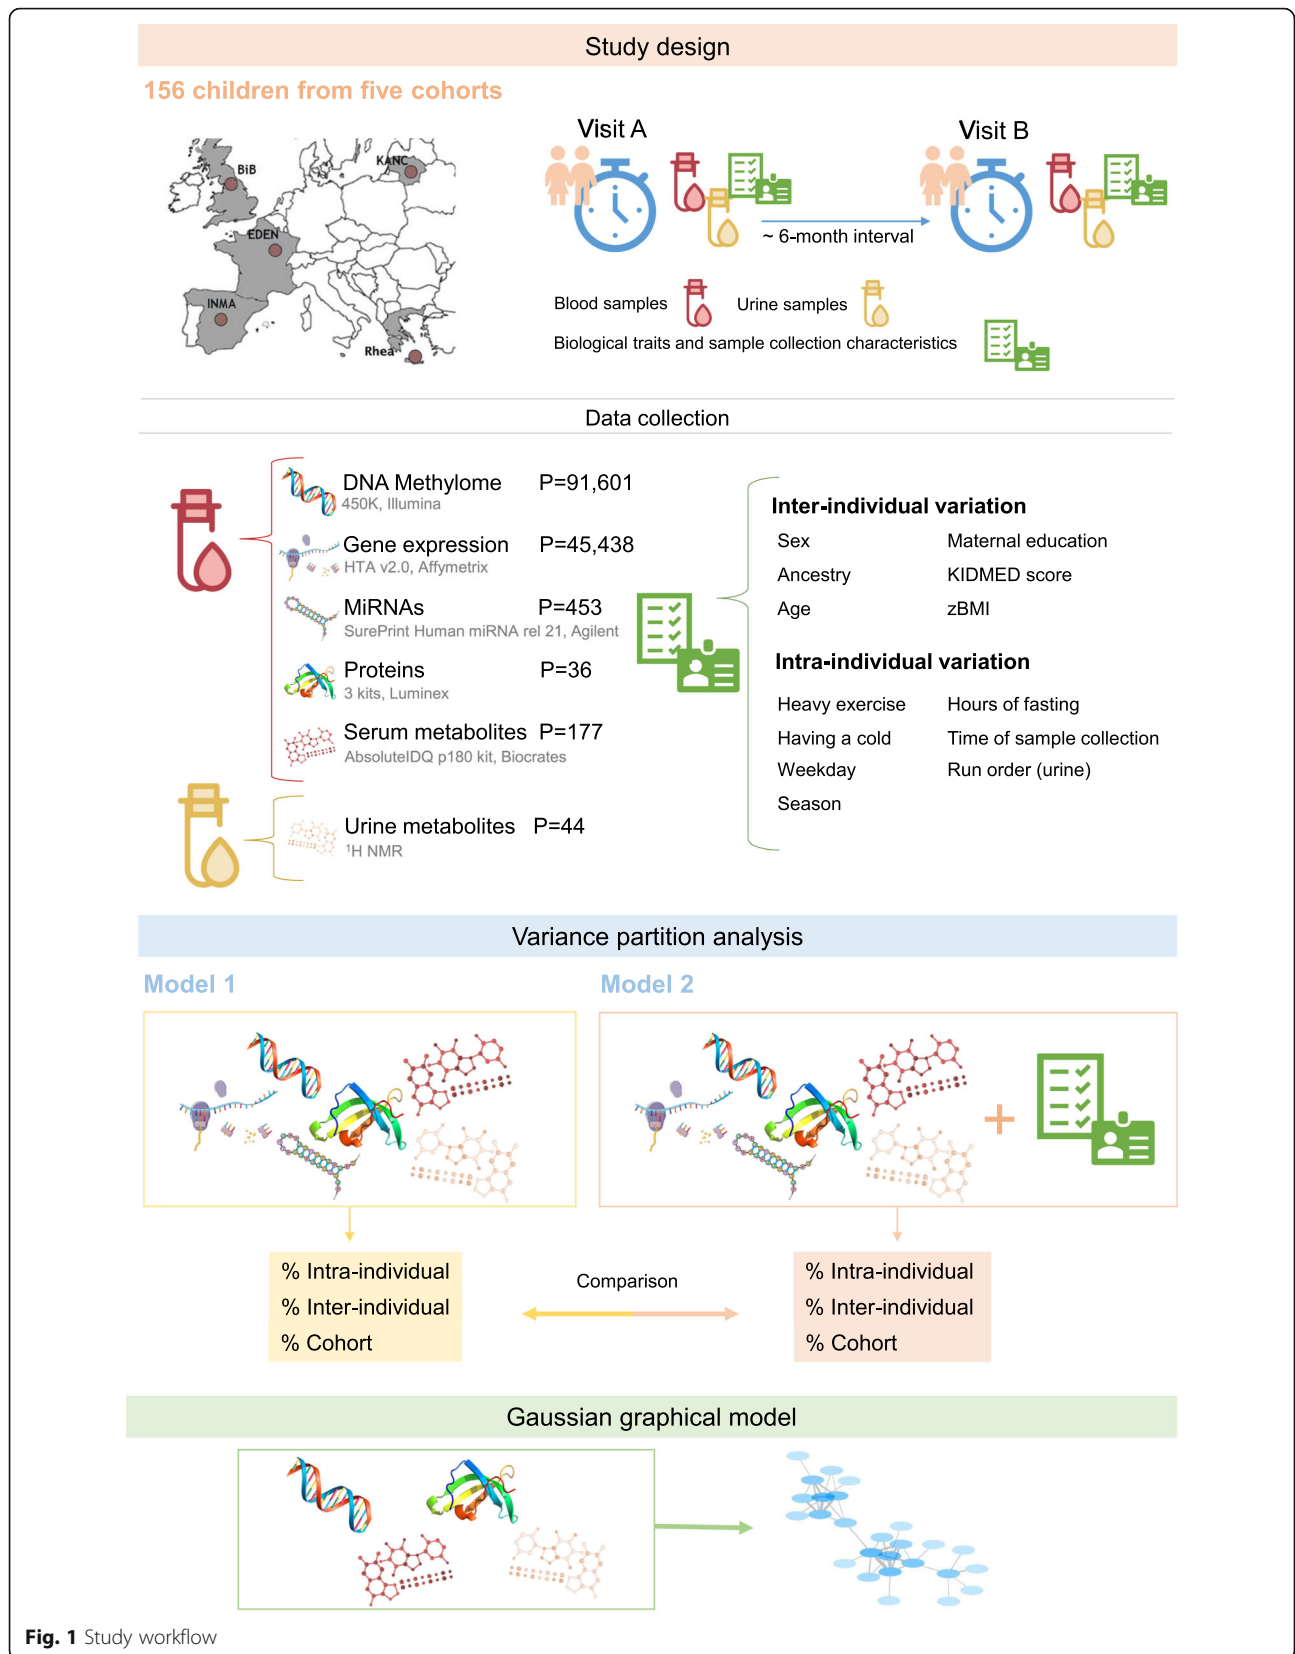 Study design
156 children from five cohorts
BiB
KANC
EDEN
INMA
Rhea
Visit A
Visit B
~ 6-month interval
Blood samples
Urine samples
Biological traits and sample collection characteristics
Data collection
DNA Methylome P=91,601
450K, Illumina
Gene expression P=45,438
HTA v2.0, Affymetrix
MiRNAs P=453
SurePrint Human miRNA rel 21, Agilent
Proteins P=36
3 kits, Luminex
Serum metabolites P=177
AbsoluteIDQ p180 kit, Biocrates
Urine metabolites P=44
¹H NMR
Inter-individual variation
Sex Maternal education
Ancestry KIDMED score
Age zBMI
Intra-individual variation
Heavy exercise Hours of fasting
Having a cold Time of sample collection
Weekday Run order (urine)
Season
Variance partition analysis
Model 1
Model 2
% Intra-individual
% Inter-individual
% Cohort
Comparison
% Intra-individual
% Inter-individual
% Cohort
Gaussian graphical model
Fig. 1 Study workflow